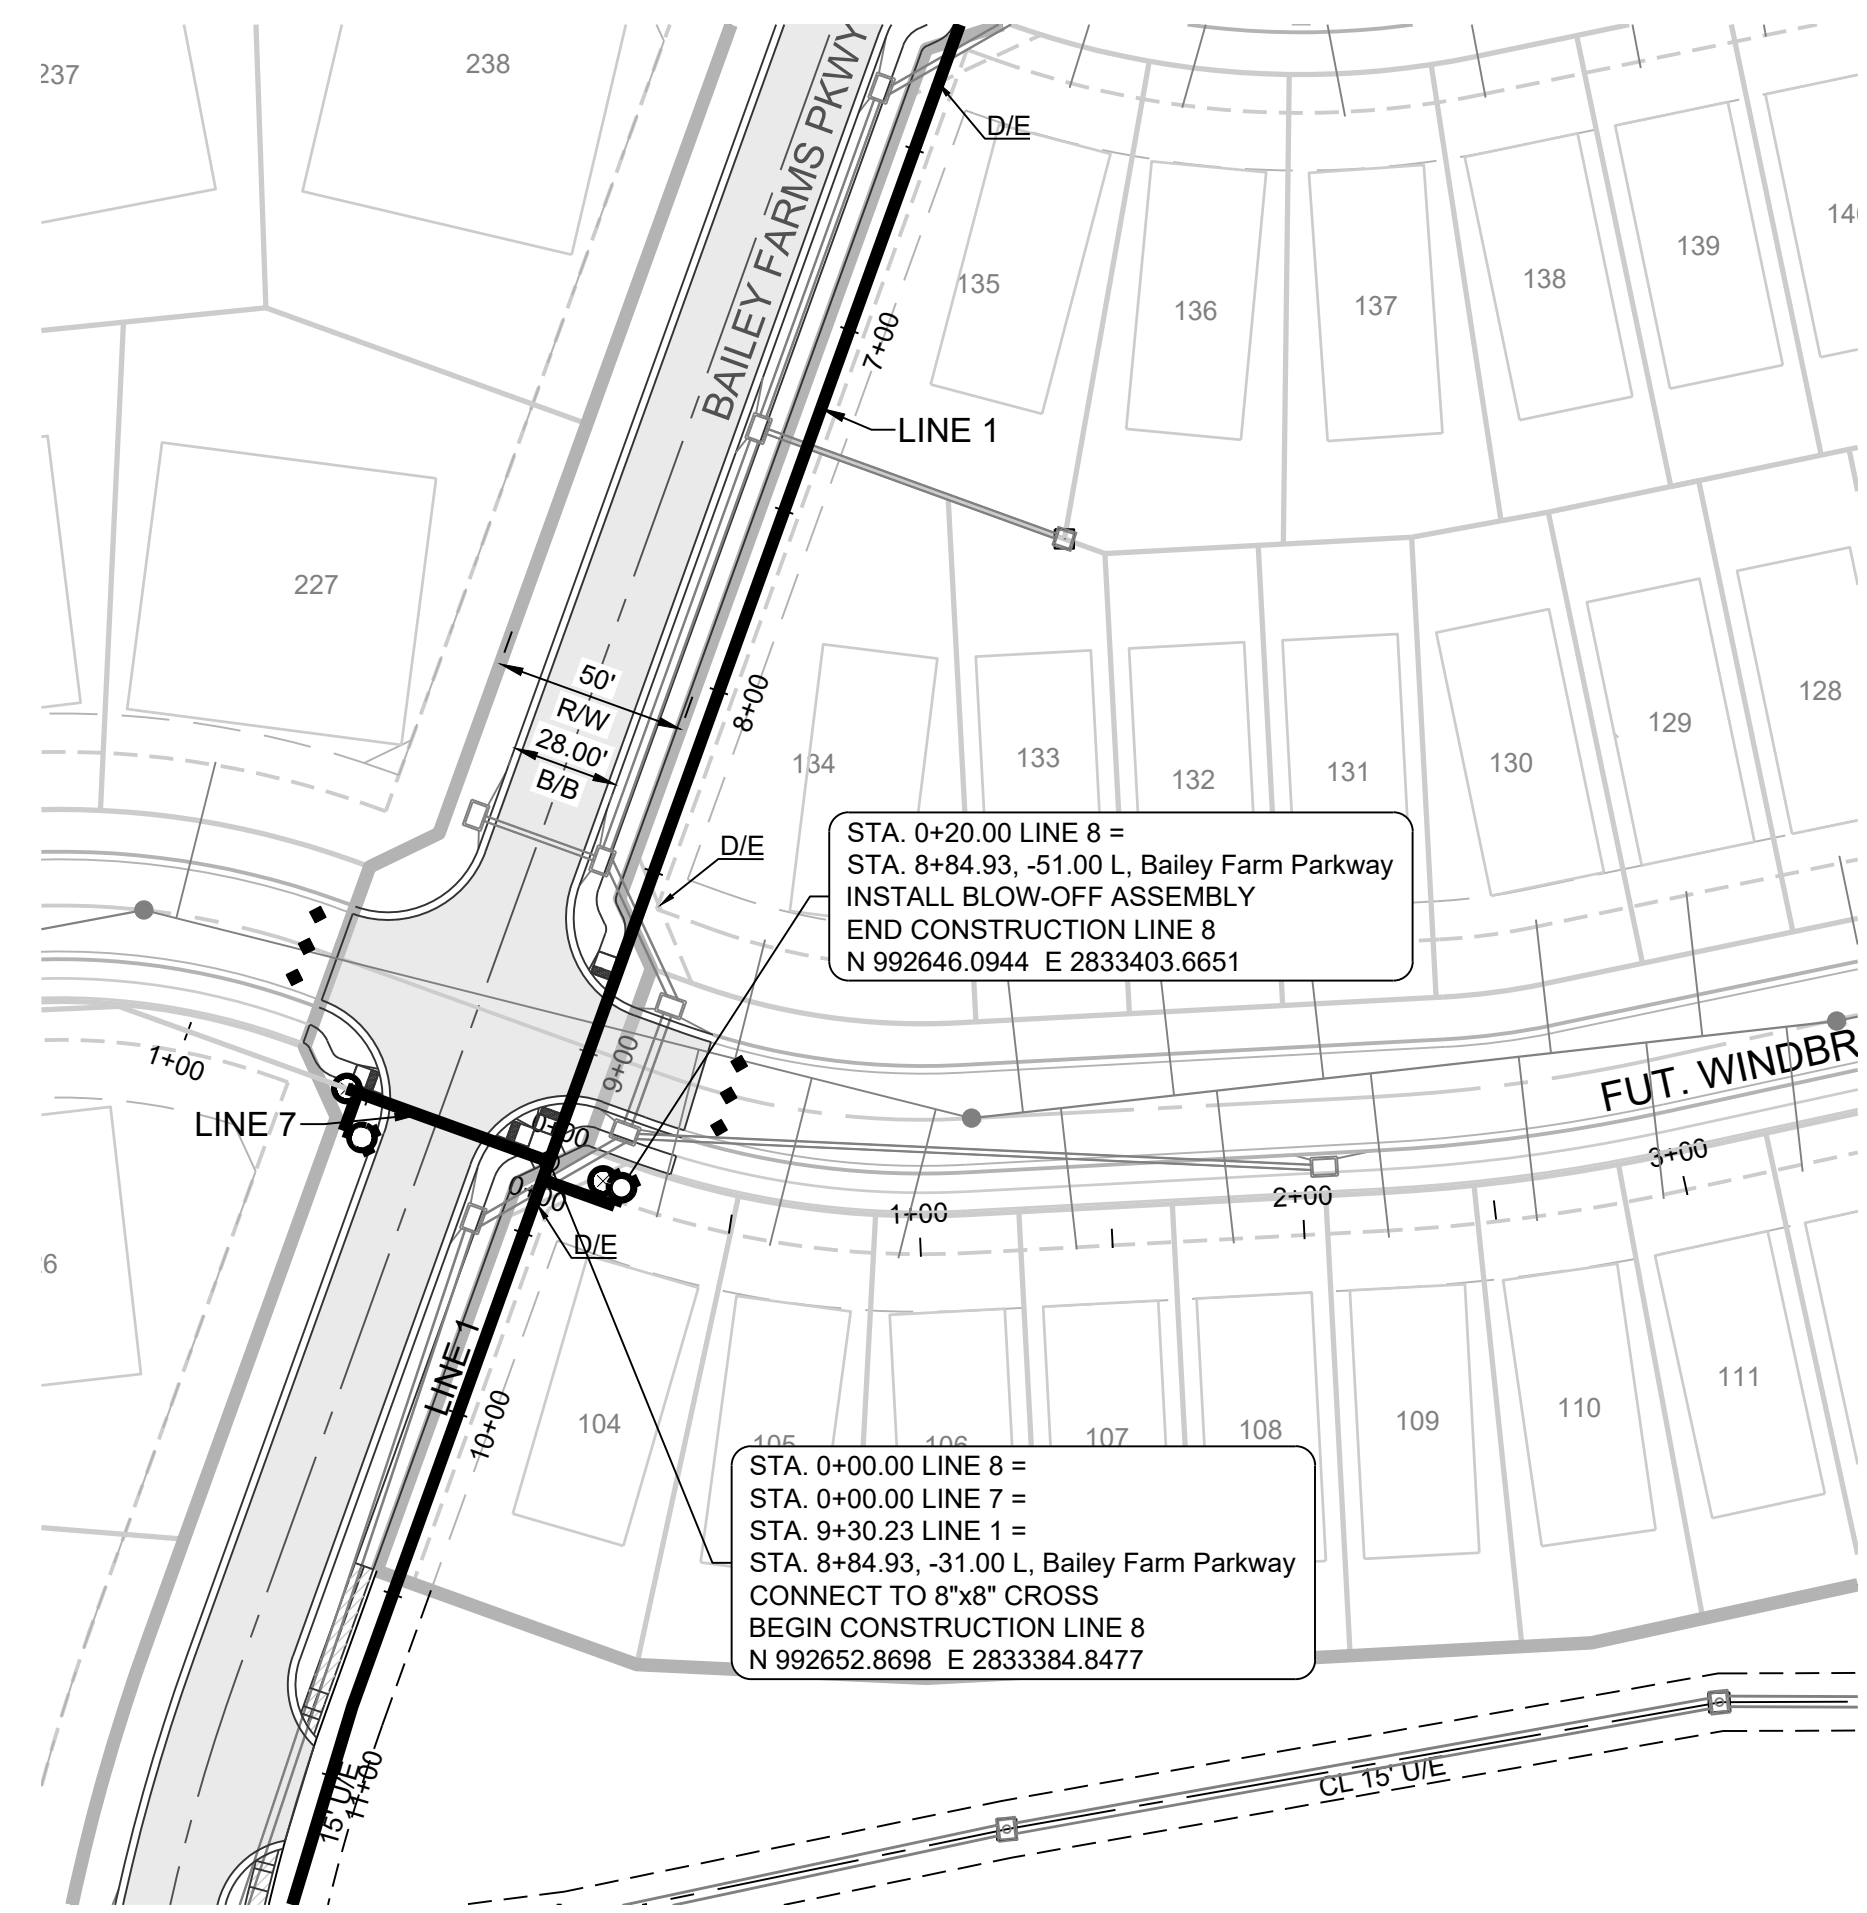 237
238
BAILEY FARMS PKWY
D/E
135
136
137
138
139
7+00
LINE 1
227
50'
R/W
28.00'
B/B
8+00
134
133
132
131
130
129
128
D/E
STA. 0+20.00 LINE 8 =
STA. 8+84.93, -51.00 L, Bailey Farm Parkway
INSTALL BLOW-OFF ASSEMBLY
END CONSTRUCTION LINE 8
N 992646.0944 E 2833403.6651
1+00
9+00
FUT. WINDBR
LINE 7
0+00
0+00
1+00
2+00
3+00
D/E
LINE 1
10+00
104
105
106
107
108
109
110
111
STA. 0+00.00 LINE 8 =
STA. 0+00.00 LINE 7 =
STA. 9+30.23 LINE 1 =
STA. 8+84.93, -31.00 L, Bailey Farm Parkway
CONNECT TO 8"x8" CROSS
BEGIN CONSTRUCTION LINE 8
N 992652.8698 E 2833384.8477
15' U/E
11+00
CL 15' U/E